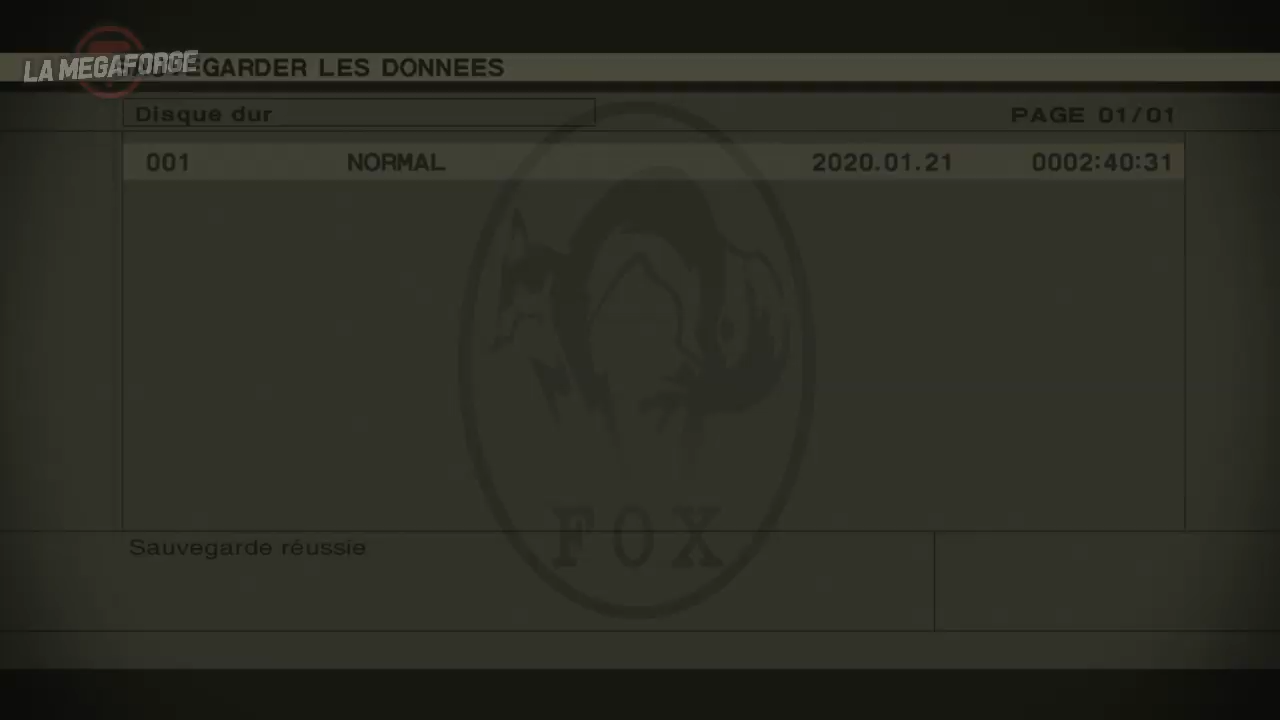 LA MEGAFORGE
SAUVEGARDER LES DONNEES
Disque dur
PAGE 01/01
001 NORMAL 2020.01.21 0002:40:31
FOX
Sauvegarde réussie